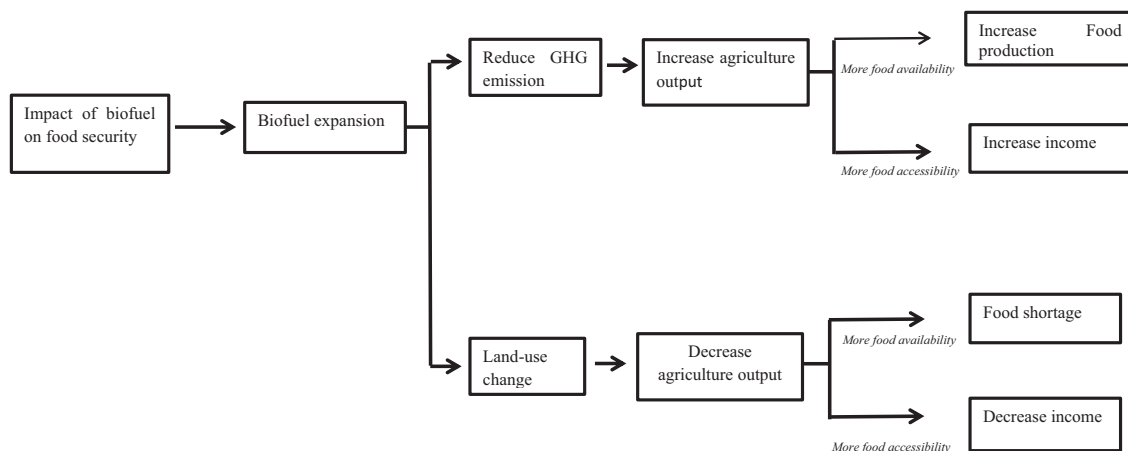 Impact of biofuel
on food security
Biofuel expansion
Reduce GHG
emission
Increase agriculture
output
More food availability
Increase Food
production
More food accessibility
Increase income
Land-use
change
Decrease
agriculture output
More food availability
Food shortage
More food accessibility
Decrease income